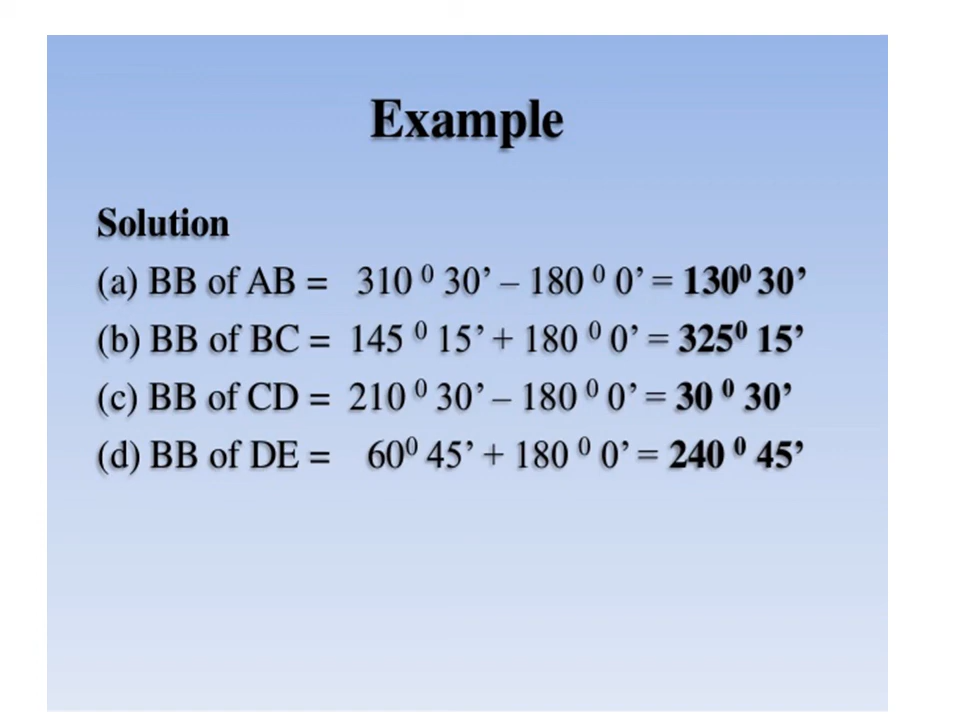 Example
Solution
(a) BB of AB = 310 ⁰ 30’ – 180 ⁰ 0’ = 130⁰ 30’
(b) BB of BC = 145 ⁰ 15’ + 180 ⁰ 0’ = 325⁰ 15’
(c) BB of CD = 210 ⁰ 30’ – 180 ⁰ 0’ = 30 ⁰ 30’
(d) BB of DE = 60⁰ 45’ + 180 ⁰ 0’ = 240 ⁰ 45’